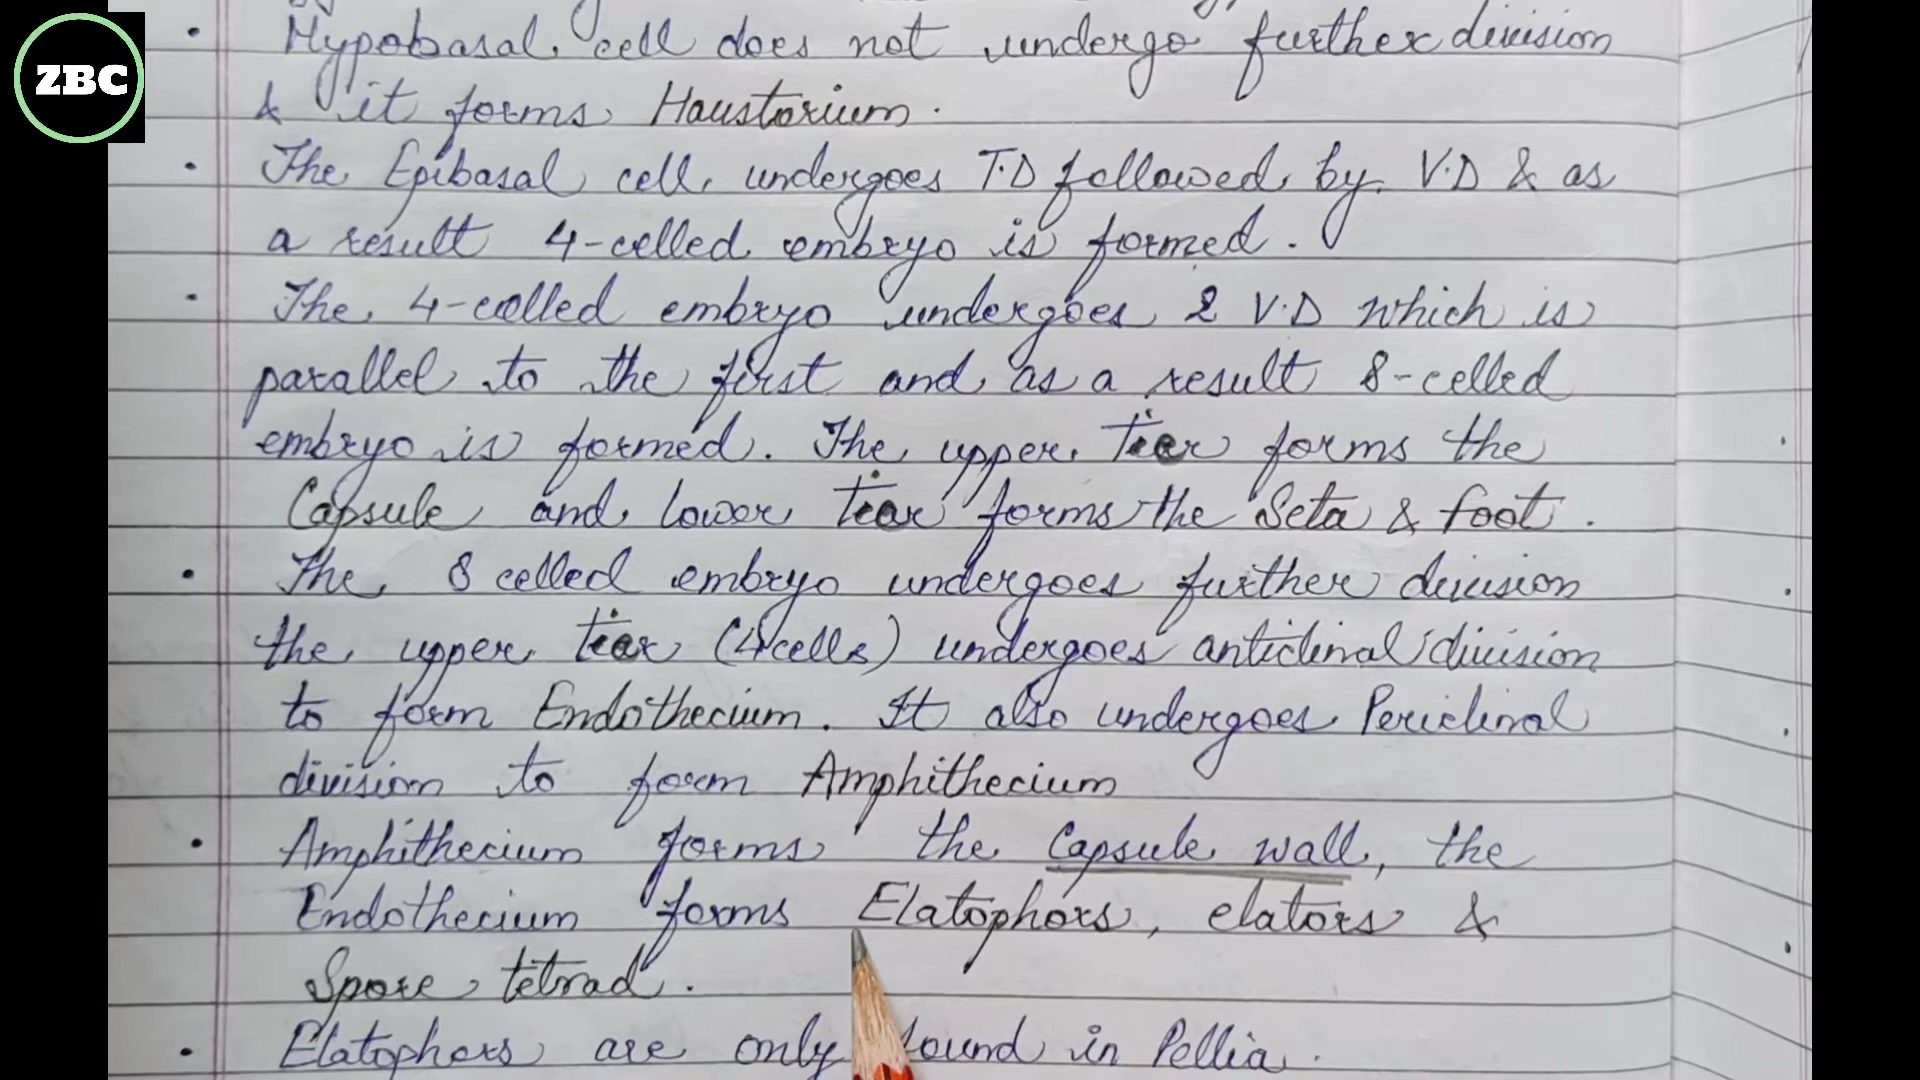 ZBC
• Hypobasal cell does not undergo further division
& it forms Haustorium.
• The Epibasal cell undergoes T.D followed by V.D & as
a result 4-celled embryo is formed.
• The 4-celled embryo undergoes 2 V.D which is
parallel to the first and as a result 8-celled
embryo is formed. The upper tier forms the
Capsule and lower tier forms the Seta & foot.
• The 8 celled embryo undergoes further division
the upper tier (4 cells) undergoes anticlinal division
to form Endothecium. It also undergoes Periclinal
division to form Amphithecium
• Amphithecium forms the Capsule wall, the
Endothecium forms Elatophors, elators &
Spore tetrad.
• Elatophors are only found in Pellia.